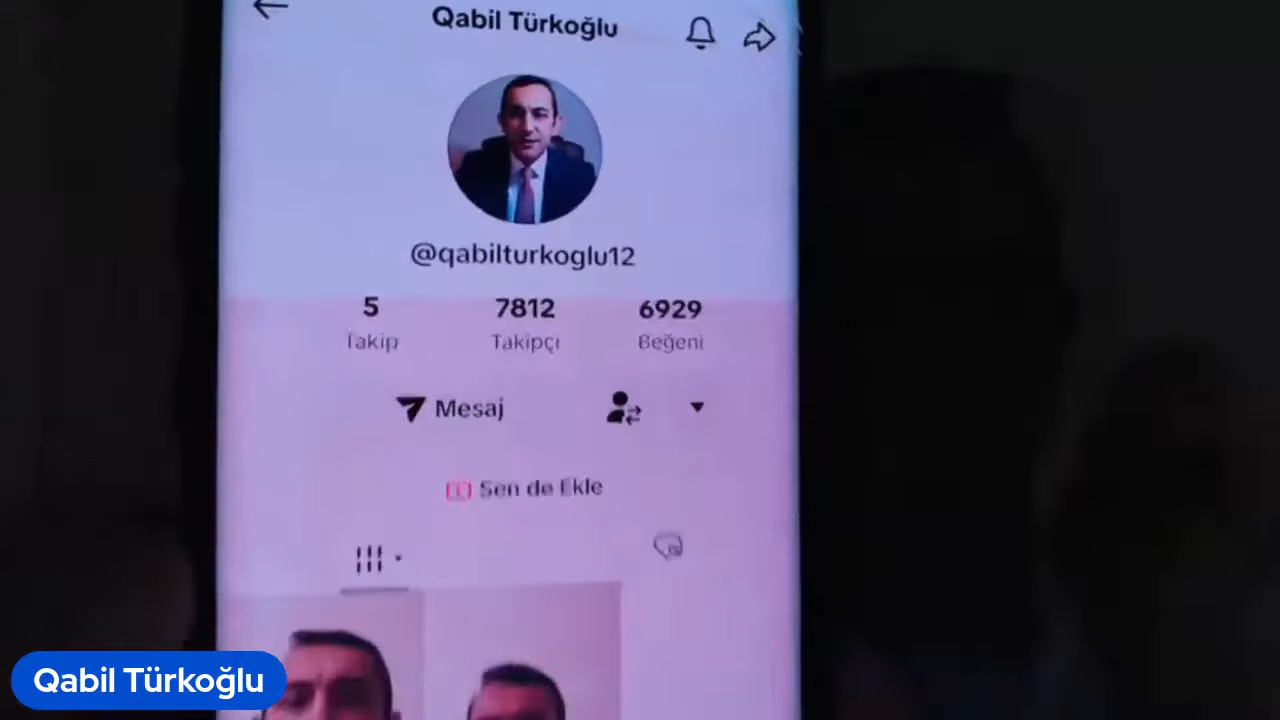 Qabil Türkoğlu
@qabilturkoglu12
5 7812 6929
Takip Takipçi Beğeni
Mesaj
Sen de Ekle
Qabil Türkoğlu